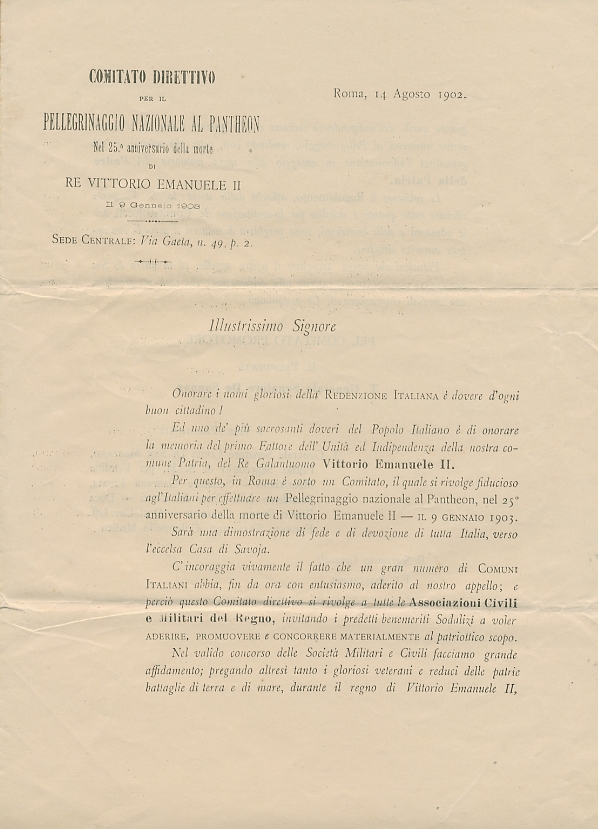 COMITATO DIRETTIVO
PER IL
PELLEGRINAGGIO NAZIONALE AL PANTHEON
Nel 25.º anniversario della morte
DI
RE VITTORIO EMANUELE II
Il 9 Gennaio 1903
SEDE CENTRALE: Via Gaeta, n. 49, p. 2.
Roma, 14 Agosto 1902.
Illustrissimo Signore
Onorare i nomi gloriosi della REDENZIONE ITALIANA è dovere d'ogni
buon cittadino!
Ed uno de' più sacrosanti doveri del Popolo Italiano è di onorare
la memoria del primo Fattore dell'Unità ed Indipendenza della nostra co-
mune Patria, del Re Galantuomo Vittorio Emanuele II.
Per questo, in Roma è sorto un Comitato, il quale si rivolge fiducioso
agl'Italiani per effettuare un Pellegrinaggio nazionale al Pantheon, nel 25º
anniversario della morte di Vittorio Emanuele II — IL 9 GENNAIO 1903.
Sarà una dimostrazione di fede e di devozione di tutta Italia, verso
l'eccelsa Casa di Savoja.
C'incoraggia vivamente il fatto che un gran numero di COMUNI
ITALIANI abbia, fin da ora con entusiasmo, aderito al nostro appello; e
perciò questo Comitato direttivo si rivolge a tutte le Associazioni Civili
e Militari del Regno, invitando i predetti benemeriti Sodalizi a voler
ADERIRE, PROMUOVERE e CONCORRERE MATERIALMENTE al patriottico scopo.
Nel valido concorso delle Società Militari e Civili facciamo grande
affidamento; pregando altresì tanto i gloriosi veterani e reduci delle patrie
battaglie di terra e di mare, durante il regno di Vittorio Emanuele II,